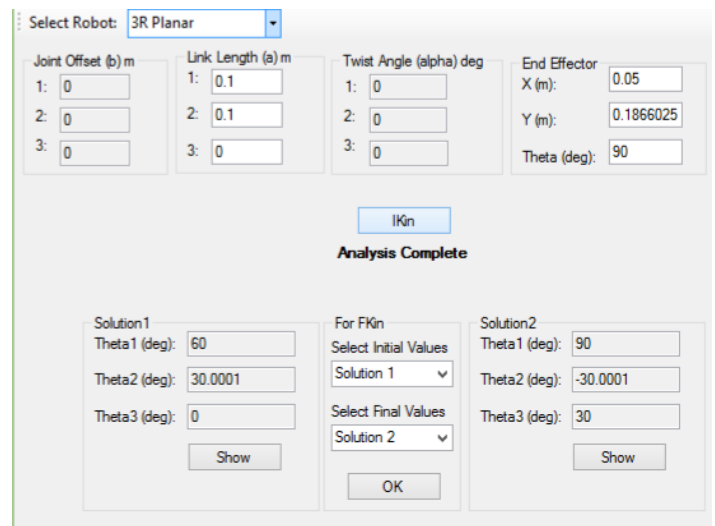 Select Robot: 3R Planar
Joint Offset (b) m
1: 0
2: 0
3: 0
Link Length (a) m
1: 0.1
2: 0.1
3: 0
Twist Angle (alpha) deg
1: 0
2: 0
3: 0
End Effector
X (m): 0.05
Y (m): 0.1866025
Theta (deg): 90
IKin
Analysis Complete
Solution1
Theta1 (deg): 60
Theta2 (deg): 30.0001
Theta3 (deg): 0
Show
For FKin
Select Initial Values
Solution 1
Select Final Values
Solution 2
OK
Solution2
Theta1 (deg): 90
Theta2 (deg): -30.0001
Theta3 (deg): 30
Show